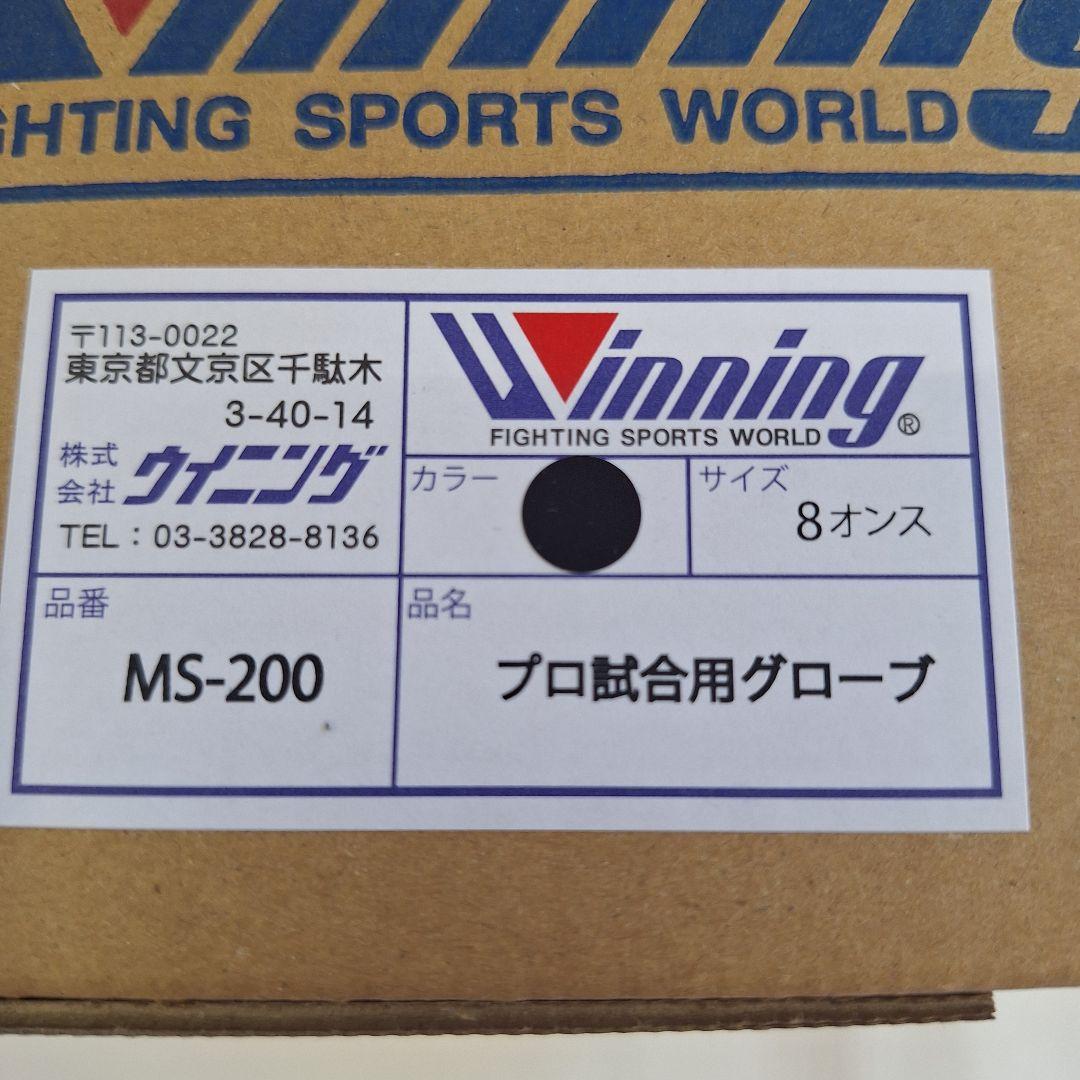 Winning
FIGHTING SPORTS WORLD
〒113-0022
東京都文京区千駄木
3-40-14
株式会社 ウイニング
TEL：03-3828-8136
Winning®
FIGHTING SPORTS WORLD
カラー
サイズ
8オンス
品番
MS-200
品名
プロ試合用グローブ